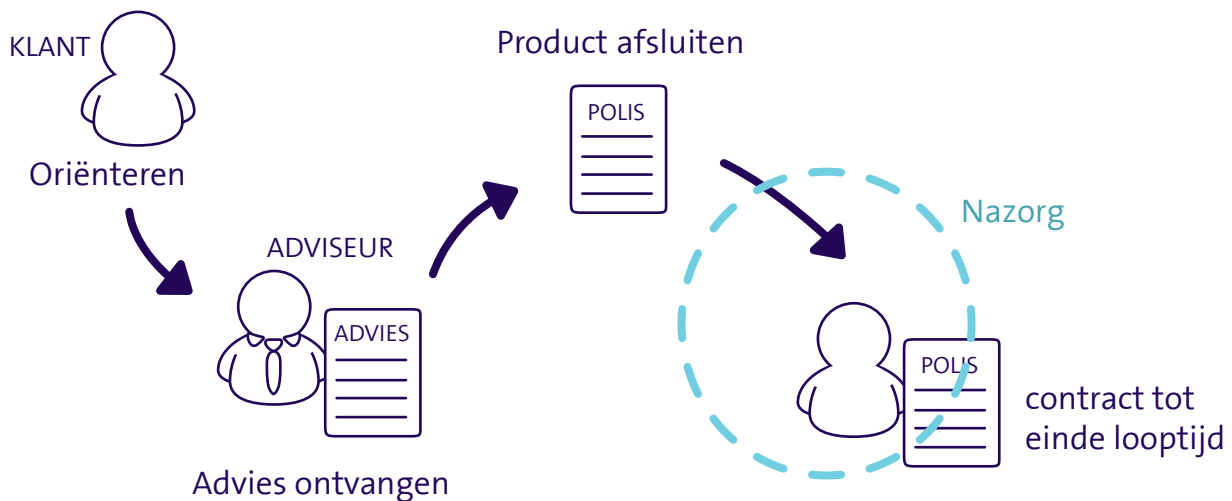 KLANT
Oriënteren
ADVISEUR
ADVIES
Advies ontvangen
Product afsluiten
POLIS
Nazorg
POLIS
contract tot
einde looptijd